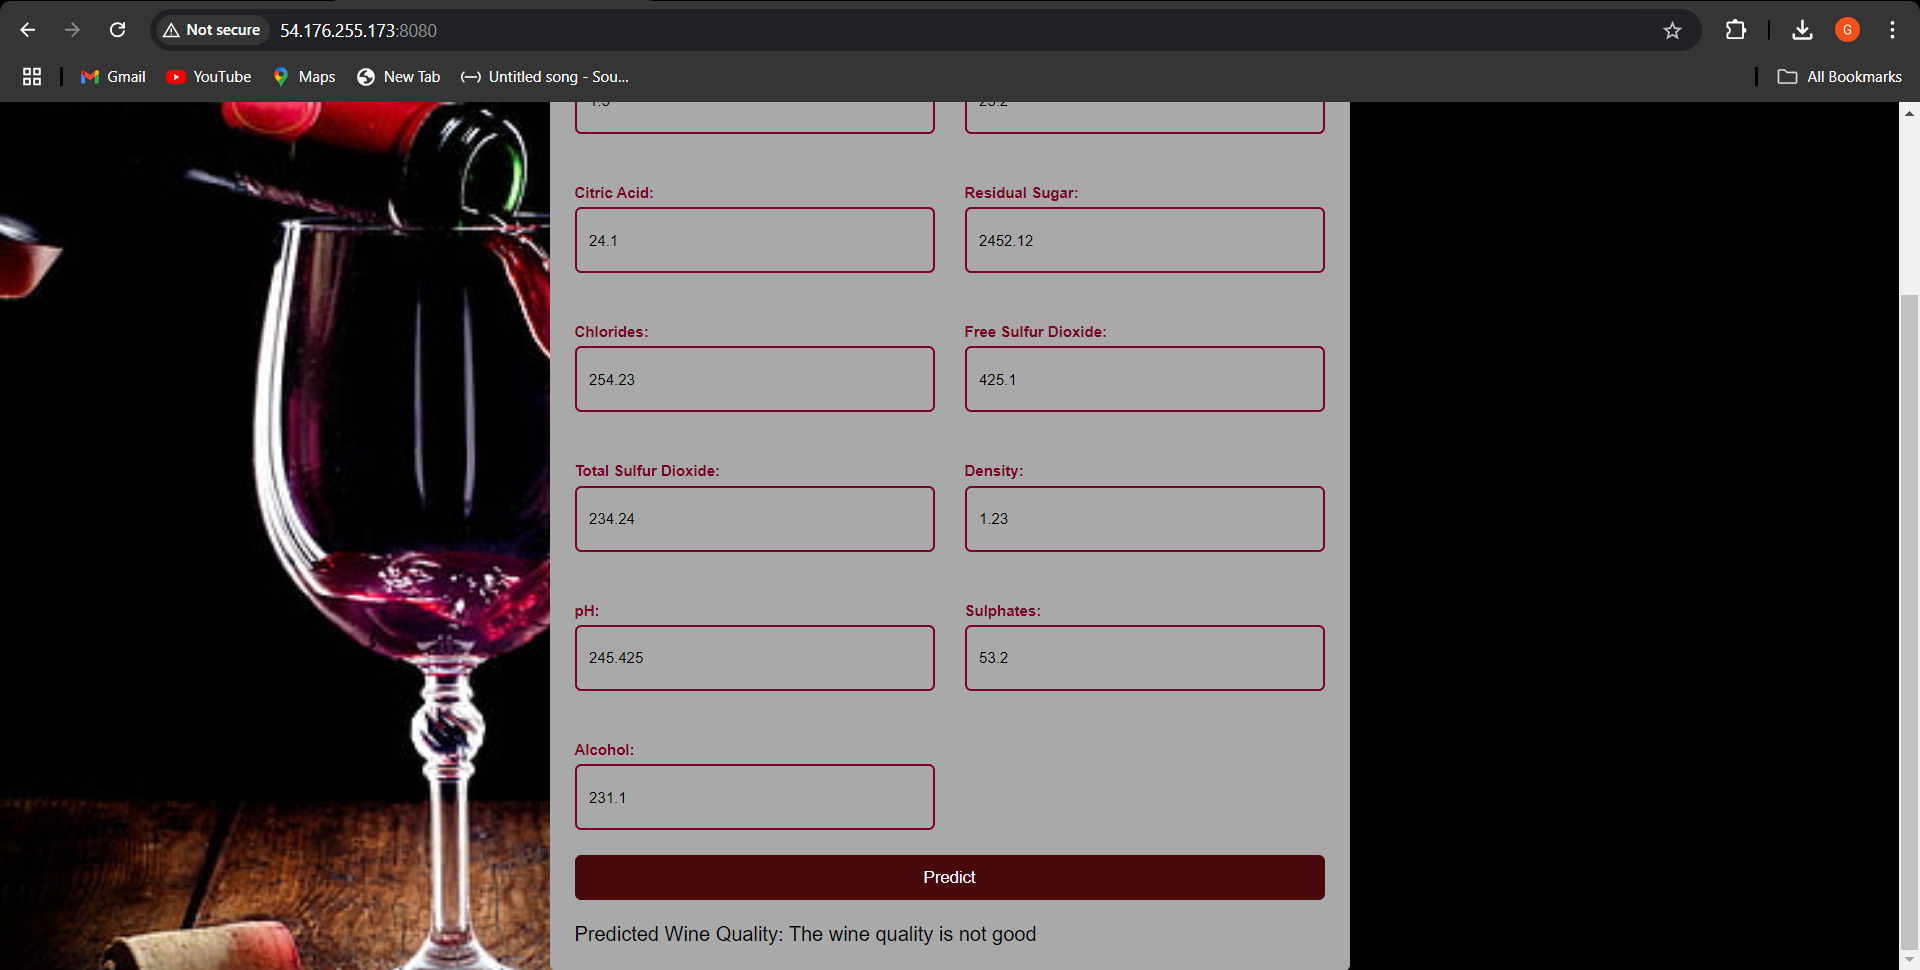 Not secure 54.176.255.173:8080 G
Gmail YouTube Maps New Tab Untitled song - Sou... All Bookmarks
Citric Acid: Residual Sugar:
24.1 2452.12
Chlorides: Free Sulfur Dioxide:
254.23 425.1
Total Sulfur Dioxide: Density:
234.24 1.23
pH: Sulphates:
245.425 53.2
Alcohol:
231.1
Predict
Predicted Wine Quality: The wine quality is not good